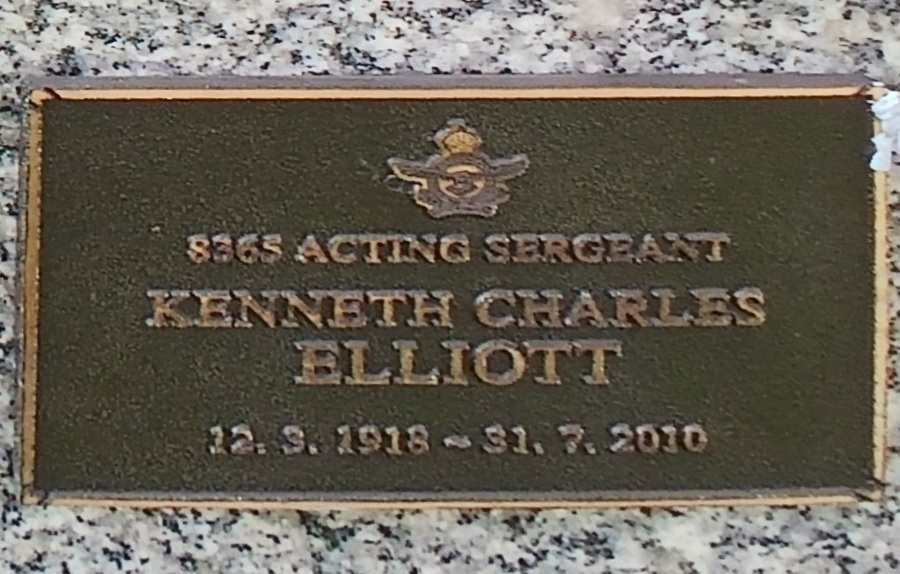 8365 ACTING SERGEANT
KENNETH CHARLES
ELLIOTT
12. 3. 1918 ~ 31. 7. 2010